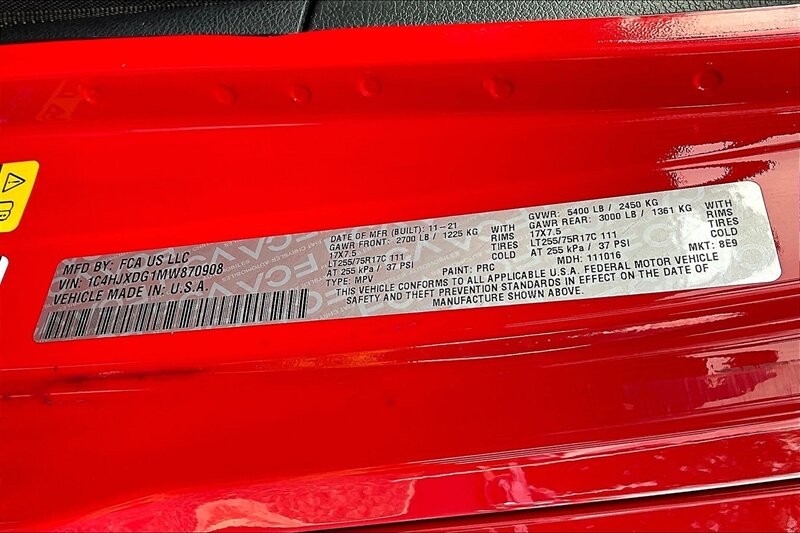 MFD BY: FCA US LLC
VIN: 1C4HJXDG1MW870908
VEHICLE MADE IN U.S.A.
DATE OF MFR (BUILT): 11-21
GAWR FRONT: 2700 LB / 1225 KG WITH
17X7.5 RIMS
LT255/75R17C 111 TIRES
AT 255 kPa / 37 PSI COLD
TYPE: MPV PAINT: PRC
GVWR: 5400 LB / 2450 KG
GAWR REAR: 3000 LB / 1361 KG WITH
17X7.5 RIMS
LT255/75R17C 111 TIRES
AT 255 kPa / 37 PSI COLD
MDH: 111016 MKT: 8E9
THIS VEHICLE CONFORMS TO ALL APPLICABLE U.S.A. FEDERAL MOTOR VEHICLE
SAFETY AND THEFT PREVENTION STANDARDS IN EFFECT ON THE DATE OF
MANUFACTURE SHOWN ABOVE.